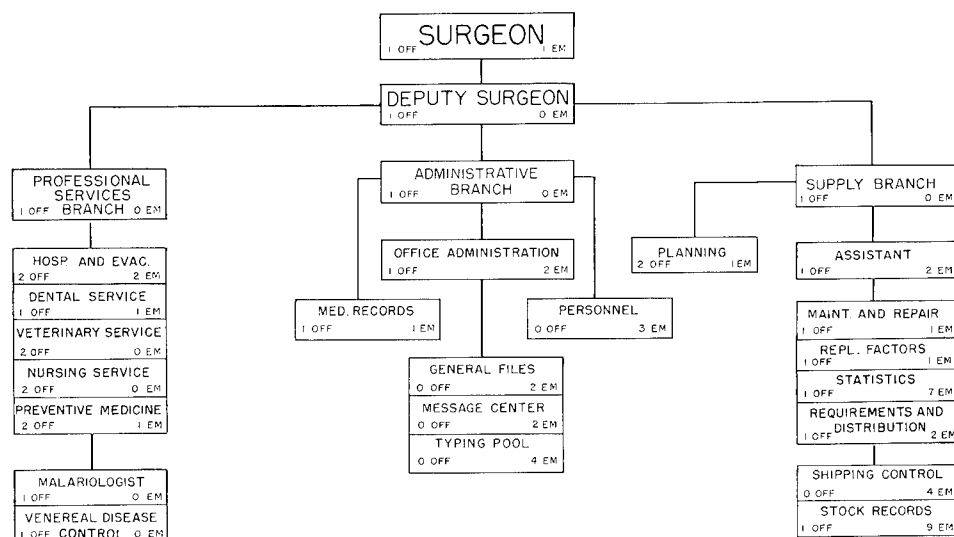 SURGEON
1 OFF 1 EM
DEPUTY SURGEON
1 OFF 0 EM
PROFESSIONAL
SERVICES
BRANCH
1 OFF 0 EM
HOSP. AND EVAC.
2 OFF 2 EM
DENTAL SERVICE
1 OFF 1 EM
VETERINARY SERVICE
2 OFF 0 EM
NURSING SERVICE
2 OFF 0 EM
PREVENTIVE MEDICINE
2 OFF 1 EM
MALARIOLOGIST
1 OFF 0 EM
VENEREAL DISEASE
CONTROL
1 OFF 0 EM
ADMINISTRATIVE
BRANCH
1 OFF 0 EM
OFFICE ADMINISTRATION
1 OFF 2 EM
MED. RECORDS
1 OFF 1 EM
PERSONNEL
0 OFF 3 EM
GENERAL FILES
0 OFF 2 EM
MESSAGE CENTER
0 OFF 2 EM
TYPING POOL
0 OFF 4 EM
SUPPLY BRANCH
1 OFF 0 EM
PLANNING
2 OFF 1 EM
ASSISTANT
1 OFF 2 EM
MAINT. AND REPAIR
1 OFF 1 EM
REPL. FACTORS
1 OFF 1 EM
STATISTICS
1 OFF 7 EM
REQUIREMENTS AND
DISTRIBUTION
1 OFF 2 EM
SHIPPING CONTROL
0 OFF 4 EM
STOCK RECORDS
1 OFF 9 EM